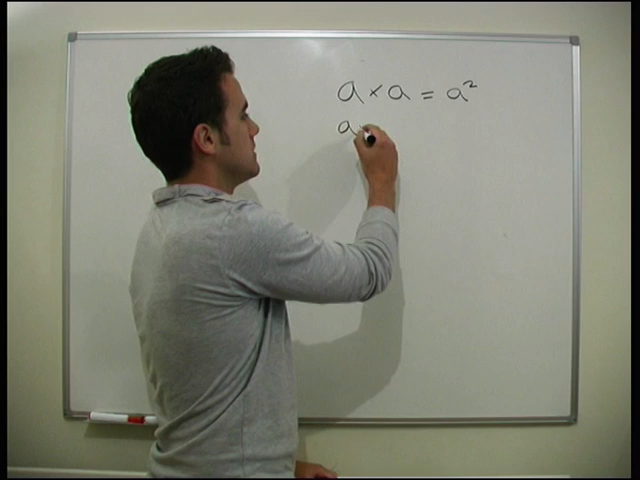 a × a = a²
a